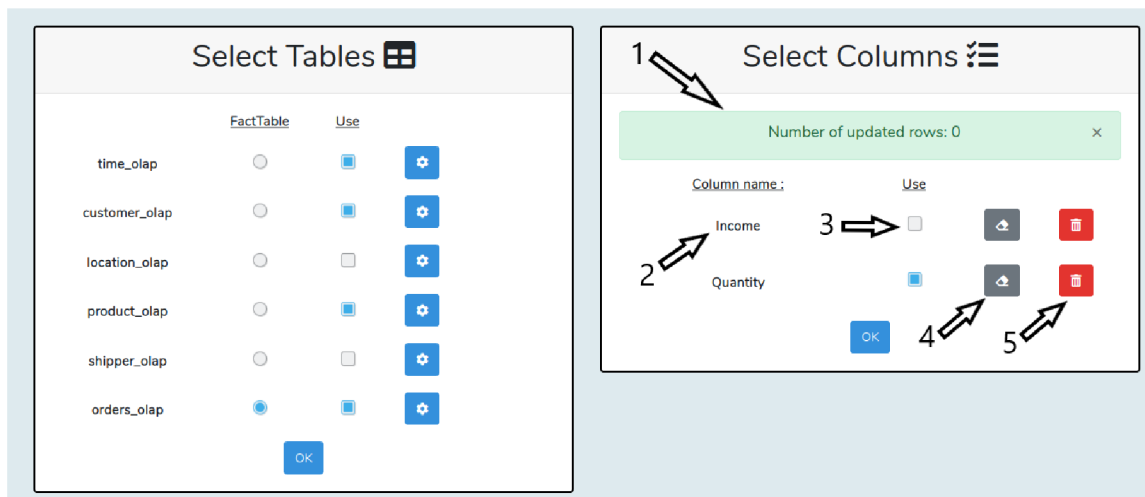 Select Tables
FactTable Use
time_olap
customer_olap
location_olap
product_olap
shipper_olap
orders_olap
OK
1
Select Columns
Number of updated rows: 0 ×
Column name : Use
Income
3
2
Quantity
OK
4
5